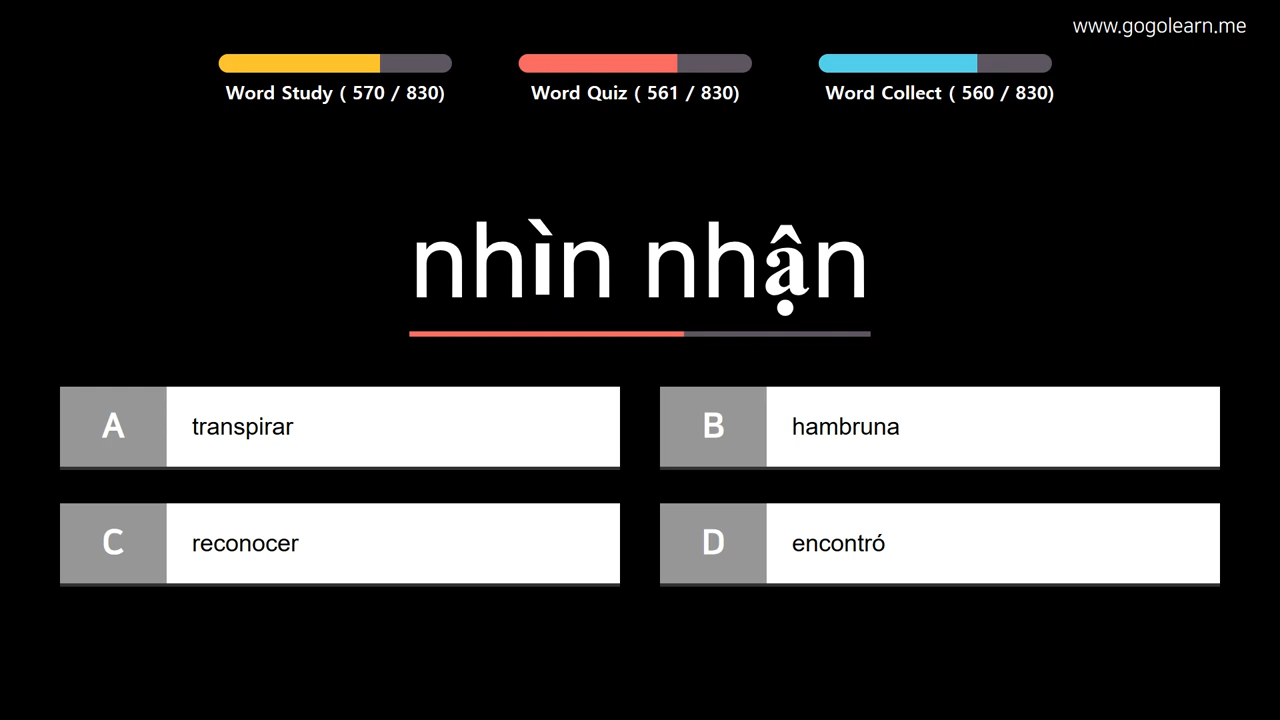 www.gogolearn.me
Word Study ( 570 / 830)
Word Quiz ( 561 / 830)
Word Collect ( 560 / 830)
nhìn nhận
A transpirar
B hambruna
C reconocer
D encontró